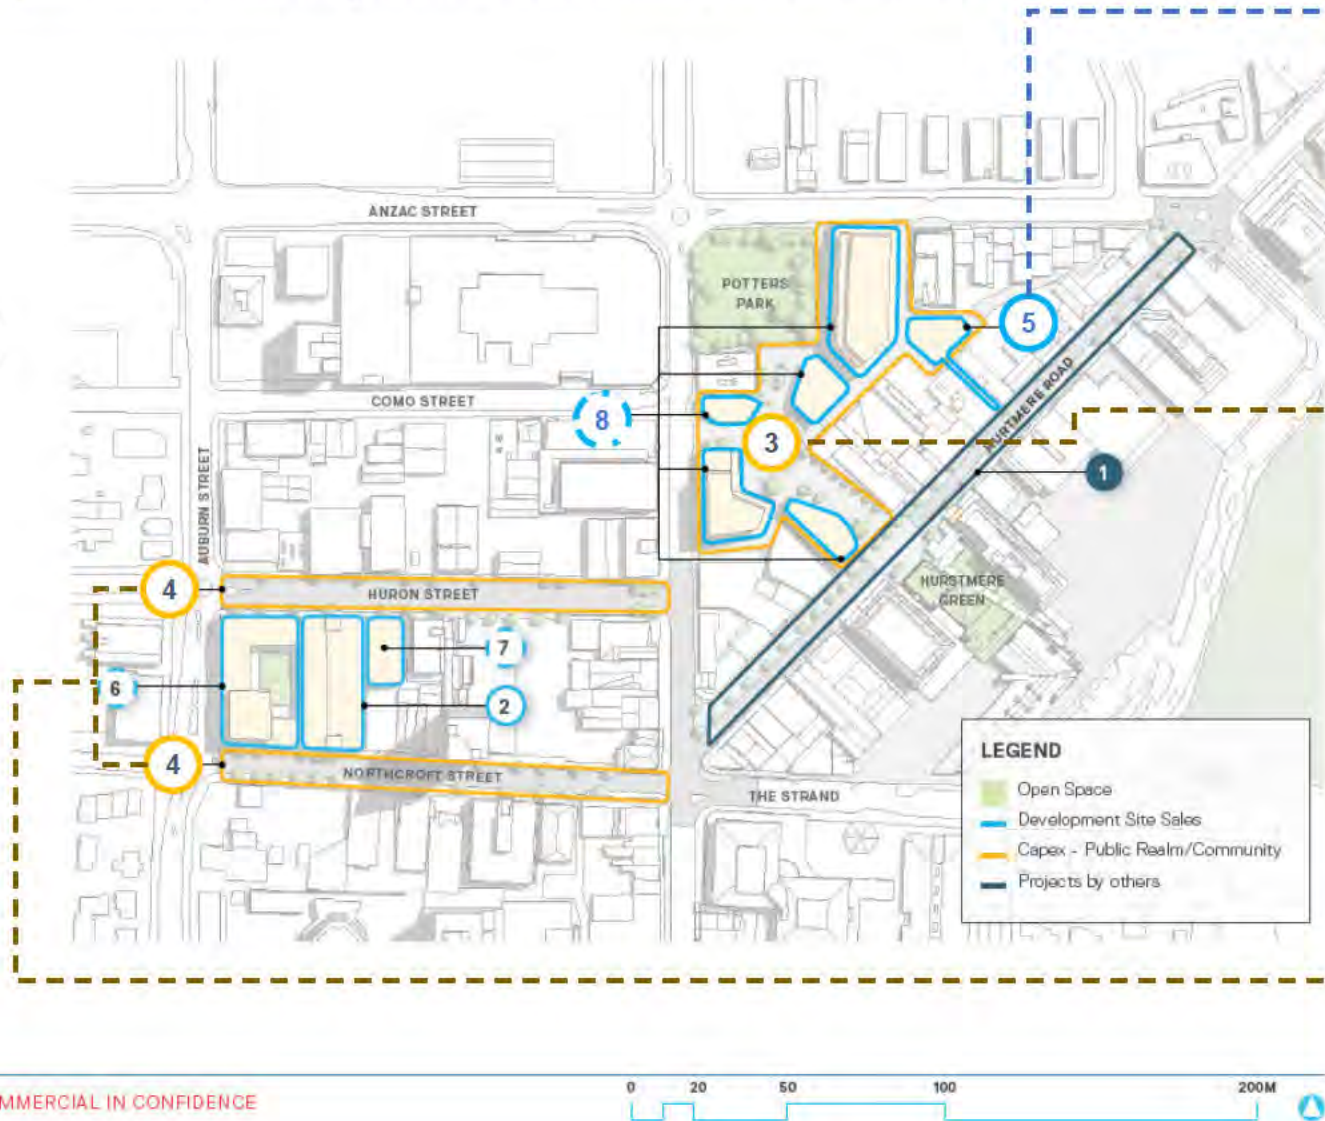 ANZAC STREET
POTTERS
PARK
5
COMO STREET
8
3
HURTMERE ROAD
1
AUBURN STREET
4
HURON STREET
HURSTMERE
GREEN
7
6
2
4
NORTHCROFT STREET
THE STRAND
LEGEND
Open Space
Development Site Sales
Capex - Public Realm/Community
Projects by others
MMERCIAL IN CONFIDENCE
0 20 50 100 200M